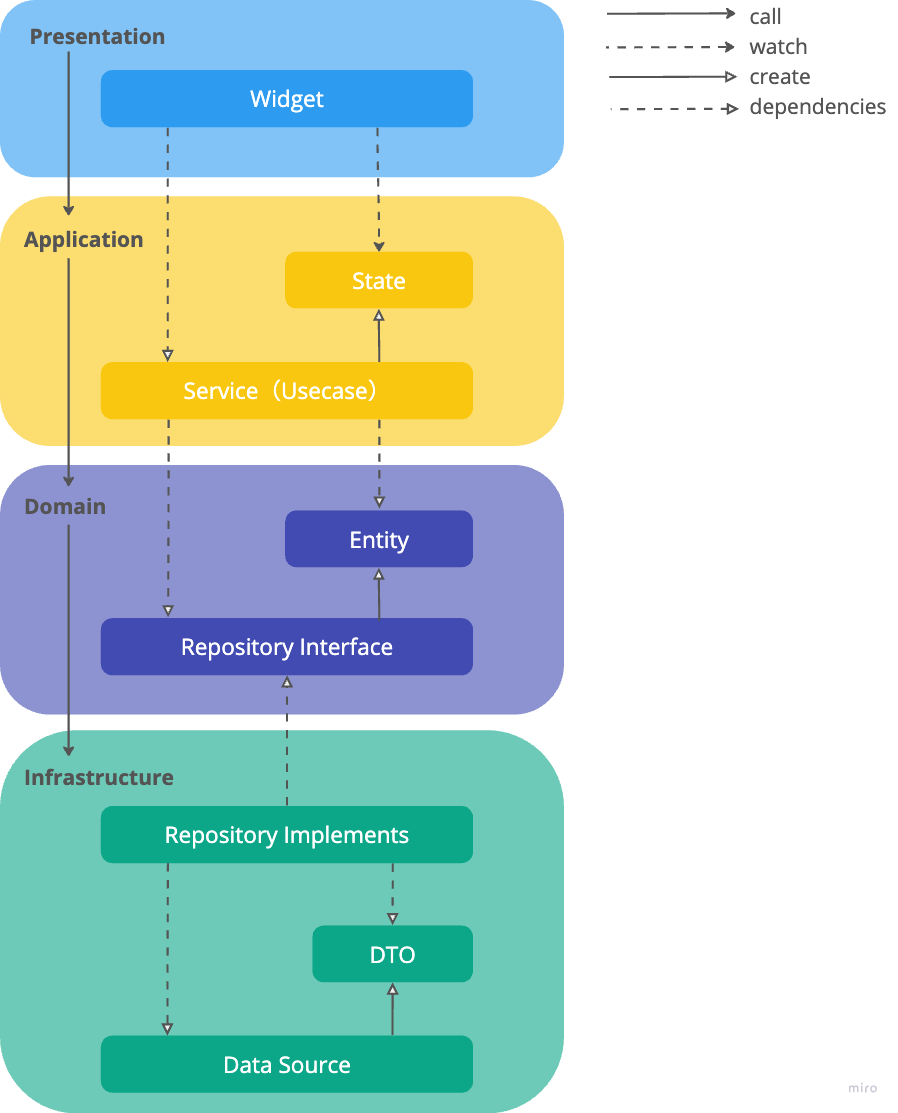 Presentation
Widget
call
watch
create
dependencies
Application
State
Service（Usecase）
Domain
Entity
Repository Interface
Infrastructure
Repository Implements
DTO
Data Source
miro